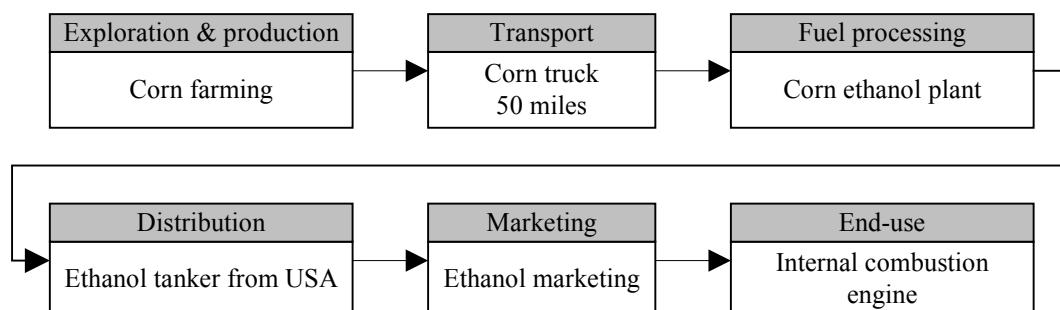 Exploration & production
Corn farming
Transport
Corn truck
50 miles
Fuel processing
Corn ethanol plant
Distribution
Ethanol tanker from USA
Marketing
Ethanol marketing
End-use
Internal combustion
engine